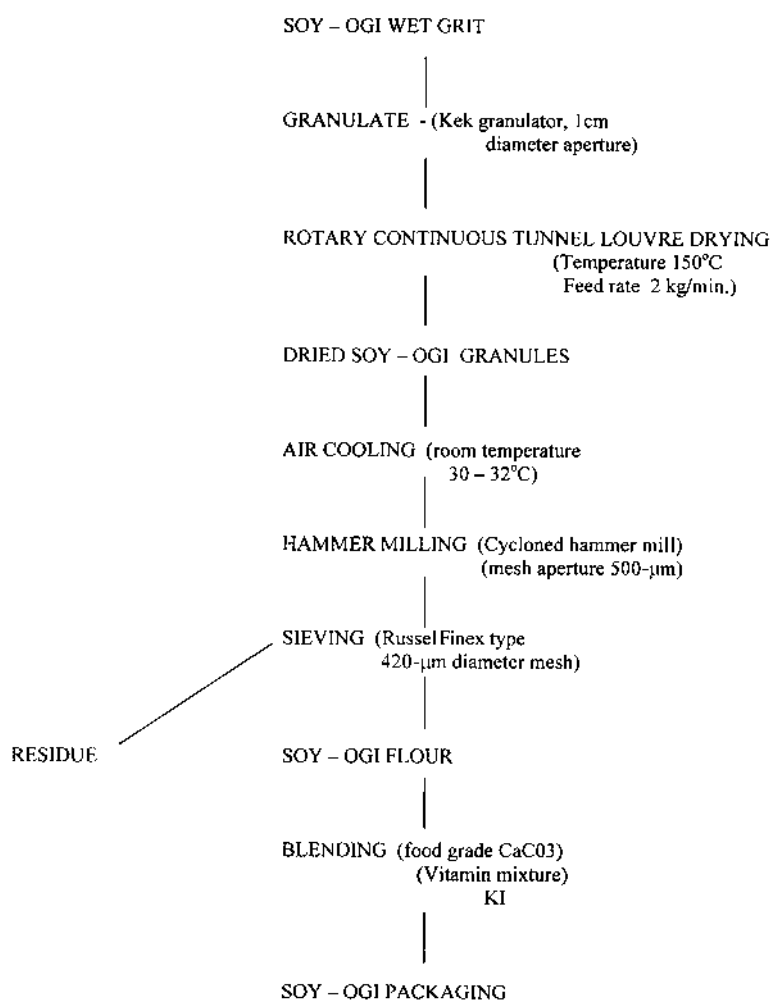 SOY – OGI WET GRIT
GRANULATE - (Kek granulator, 1cm
diameter aperture)
ROTARY CONTINUOUS TUNNEL LOUVRE DRYING
(Temperature 150°C
Feed rate 2 kg/min.)
DRIED SOY – OGI GRANULES
AIR COOLING (room temperature
30 – 32°C)
HAMMER MILLING (Cycloned hammer mill)
(mesh aperture 500-µm)
SIEVING (Russel Finex type
420-µm diameter mesh)
RESIDUE SOY – OGI FLOUR
BLENDING (food grade CaC03)
(Vitamin mixture)
KI
SOY – OGI PACKAGING